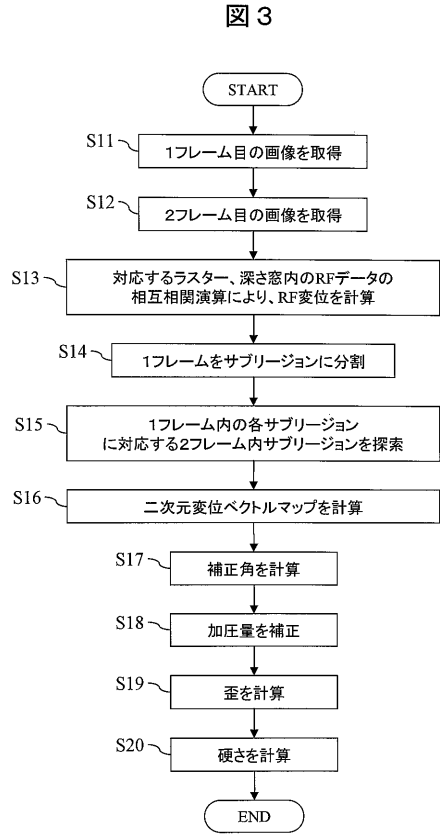 図３
START
S11
1フレーム目の画像を取得
S12
2フレーム目の画像を取得
S13
対応するラスター、深さ窓内のRFデータの
相互相関演算により、RF変位を計算
S14
1フレームをサブリージョンに分割
S15
1フレーム内の各サブリージョン
に対応する2フレーム内サブリージョンを探索
S16
二次元変位ベクトルマップを計算
S17
補正角を計算
S18
加圧量を補正
S19
歪を計算
S20
硬さを計算
END